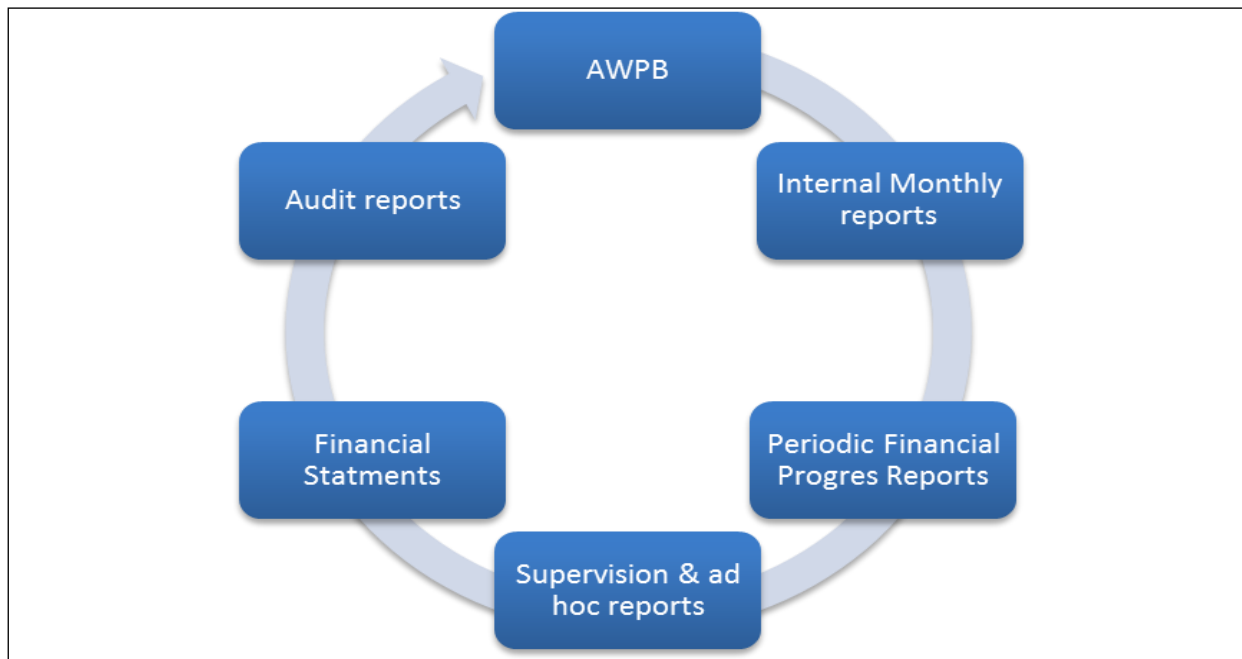 AWPB
Internal Monthly
reports
Periodic Financial
Progres Reports
Supervision & ad
hoc reports
Financial
Statments
Audit reports